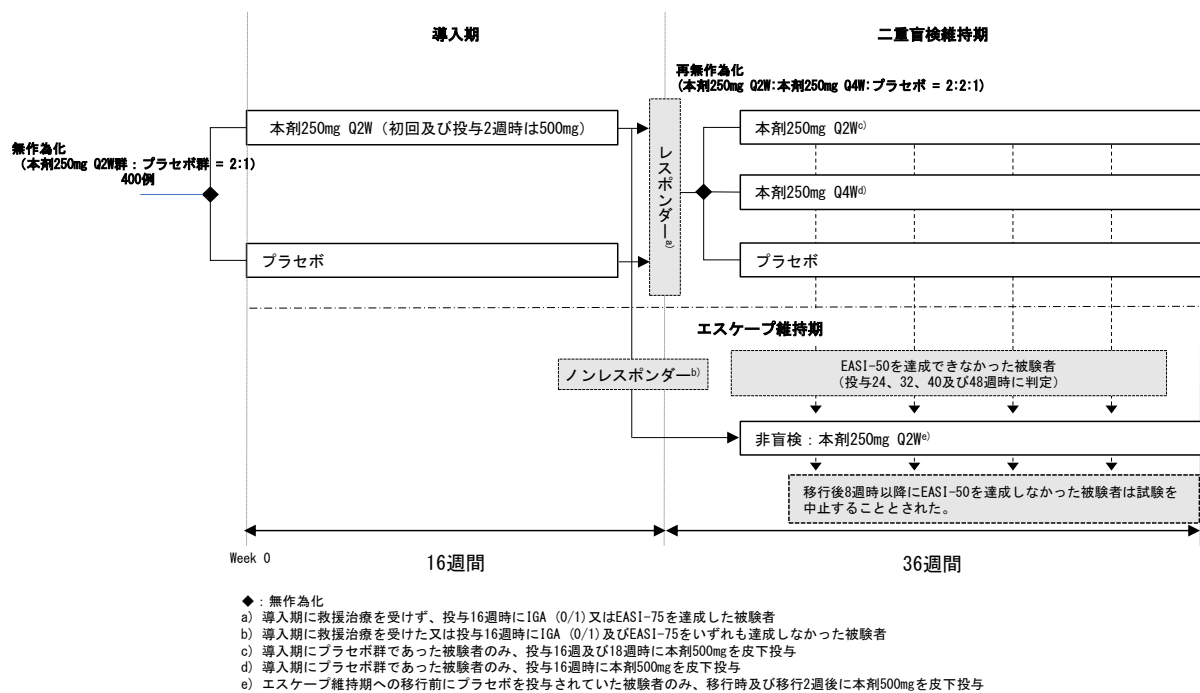 導入期
二重盲検維持期
再無作為化
(本剤250mg Q2W:本剤250mg Q4W:プラセボ = 2:2:1)
無作為化
(本剤250mg Q2W群:プラセボ群 = 2:1)
400例
本剤250mg Q2W(初回及び投与2週時は500mg)
プラセボ
レスポンダーa)
本剤250mg Q2Wc)
本剤250mg Q4Wd)
プラセボ
エスケープ維持期
ノンレスポンダーb)
EASI-50を達成できなかった被験者
(投与24、32、40及び48週時に判定)
非盲検:本剤250mg Q2We)
移行後8週時以降にEASI-50を達成しなかった被験者は試験を
中止することとされた。
Week 0
16週間
36週間
◆:無作為化
a) 導入期に救援治療を受けず、投与16週時にIGA (0/1)又はEASI-75を達成した被験者
b) 導入期に救援治療を受けた又は投与16週時にIGA (0/1)及びEASI-75をいずれも達成しなかった被験者
c) 導入期にプラセボ群であった被験者のみ、投与16週及び18週時に本剤500mgを皮下投与
d) 導入期にプラセボ群であった被験者のみ、投与16週時に本剤500mgを皮下投与
e) エスケープ維持期への移行前にプラセボを投与されていた被験者のみ、移行時及び移行2週後に本剤500mgを皮下投与